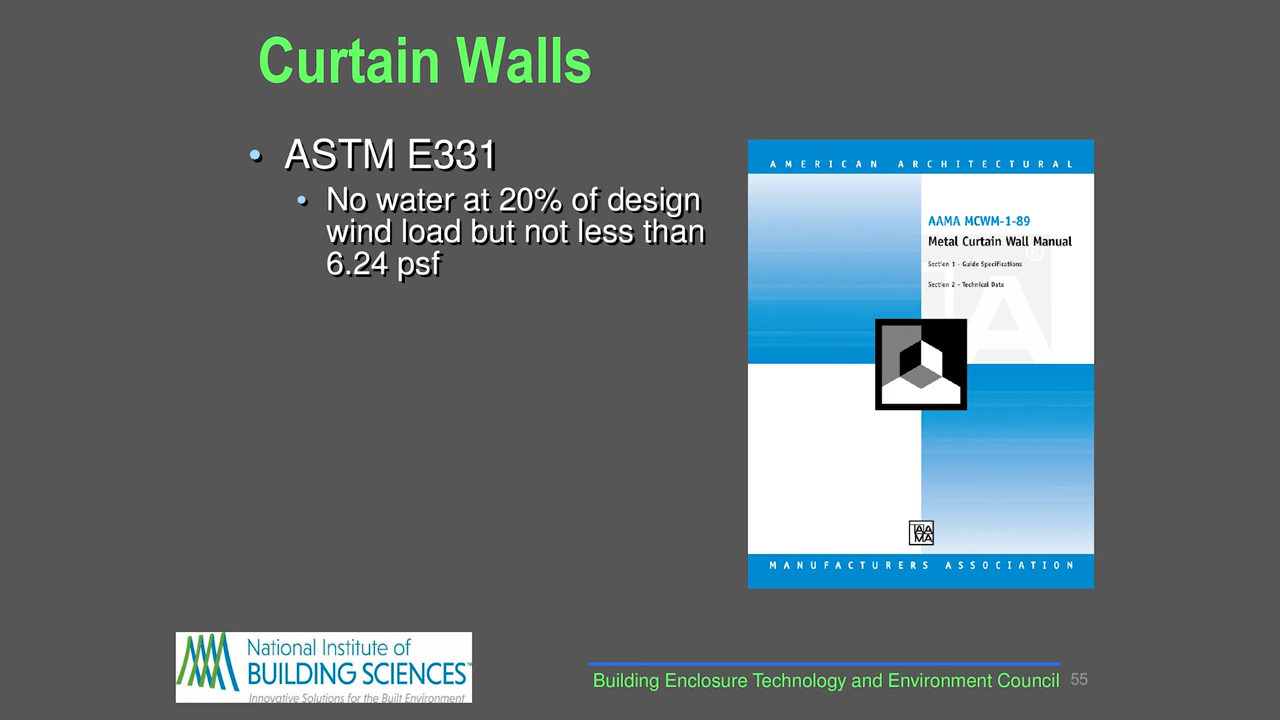 Curtain Walls
• ASTM E331
• No water at 20% of design
wind load but not less than
6.24 psf
AMERICAN ARCHITECTURAL
AAMA MCWM-1-89
Metal Curtain Wall Manual
Section 1 - Guide Specifications
Section 2 - Technical Data
AAMA
MANUFACTURERS ASSOCIATION
National Institute of
BUILDING SCIENCES™
Innovative Solutions for the Built Environment
Building Enclosure Technology and Environment Council 55